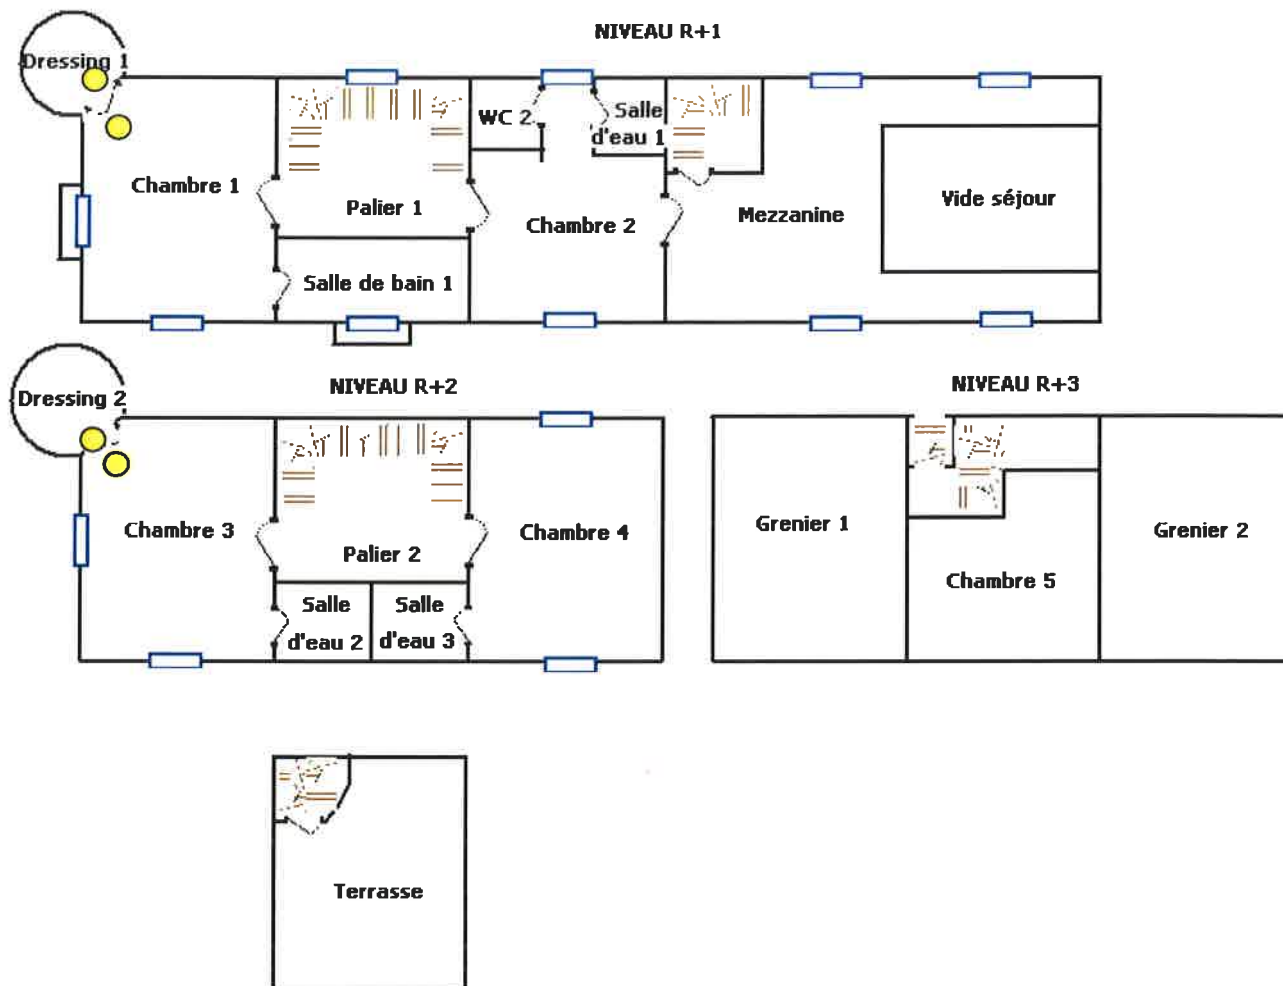 NIVEAU R+1
Dressing 1
WC 2
Salle
d'eau 1
Chambre 1
Palier 1
Chambre 2
Mezzanine
Vide séjour
Salle de bain 1
NIVEAU R+2
NIVEAU R+3
Dressing 2
Chambre 3
Palier 2
Chambre 4
Salle
d'eau 2
Salle
d'eau 3
Grenier 1
Chambre 5
Grenier 2
Terrasse